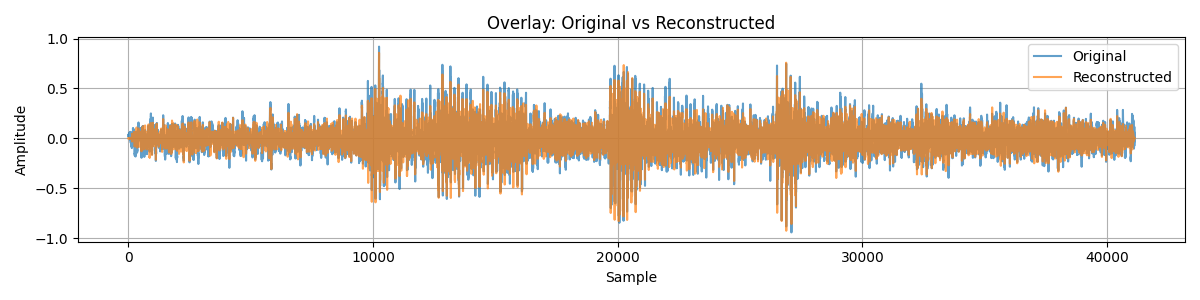 Overlay: Original vs Reconstructed
1.0
0.5
0.0
−0.5
−1.0
Amplitude
Original
Reconstructed
0
10000
20000
30000
40000
Sample